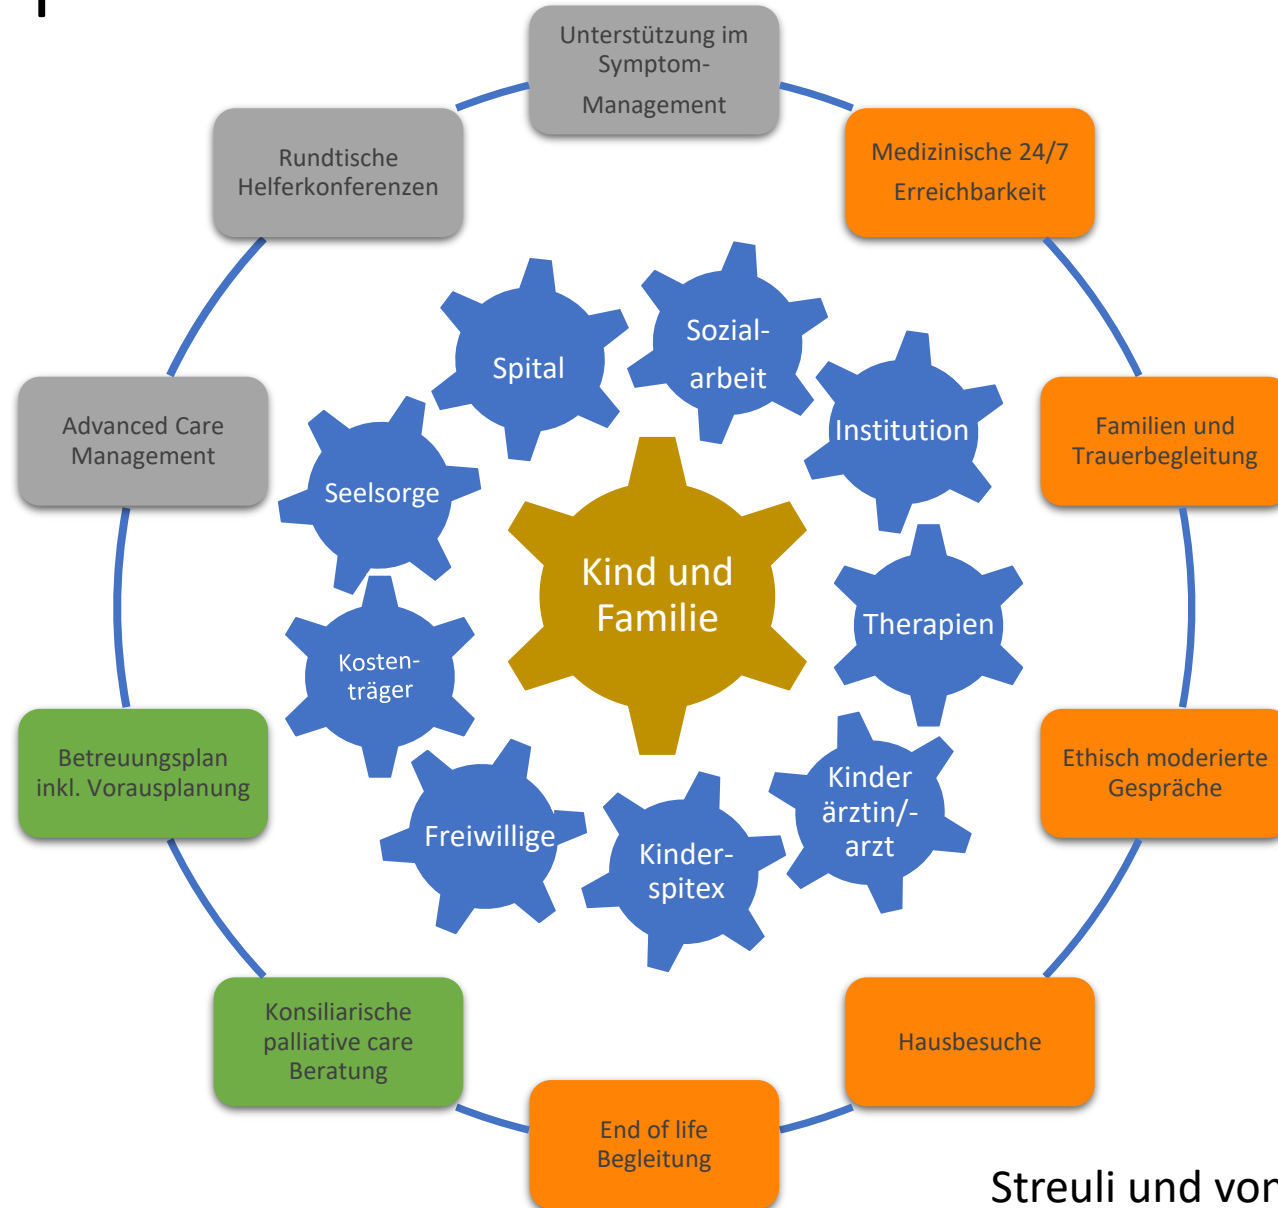 Unterstützung im
Symptom-
Management
Rundtische
Helferkonferenzen
Medizinische 24/7
Erreichbarkeit
Advanced Care
Management
Familien und
Trauerbegleitung
Spital
Sozial-
arbeit
Institution
Seelsorge
Kind und
Familie
Therapien
Kosten-
träger
Kinder
ärztin/-
arzt
Freiwillige
Kinder-
spitex
Betreuungsplan
inkl. Vorausplanung
Ethisch moderierte
Gespräche
Konsiliarische
palliative care
Beratung
Hausbesuche
End of life
Begleitung
Streuli und von